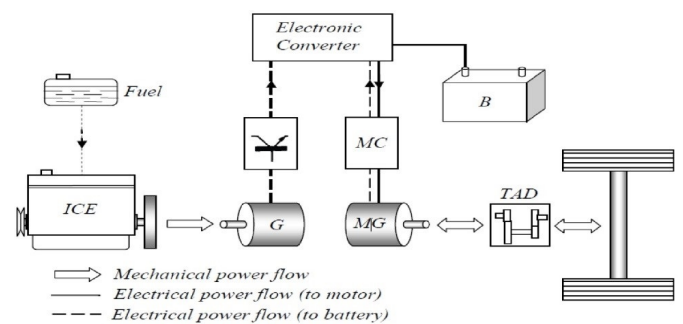 Electronic
Converter
Fuel
B
MC
ICE
G
M|G
TAD
Mechanical power flow
Electrical power flow (to motor)
Electrical power flow (to battery)